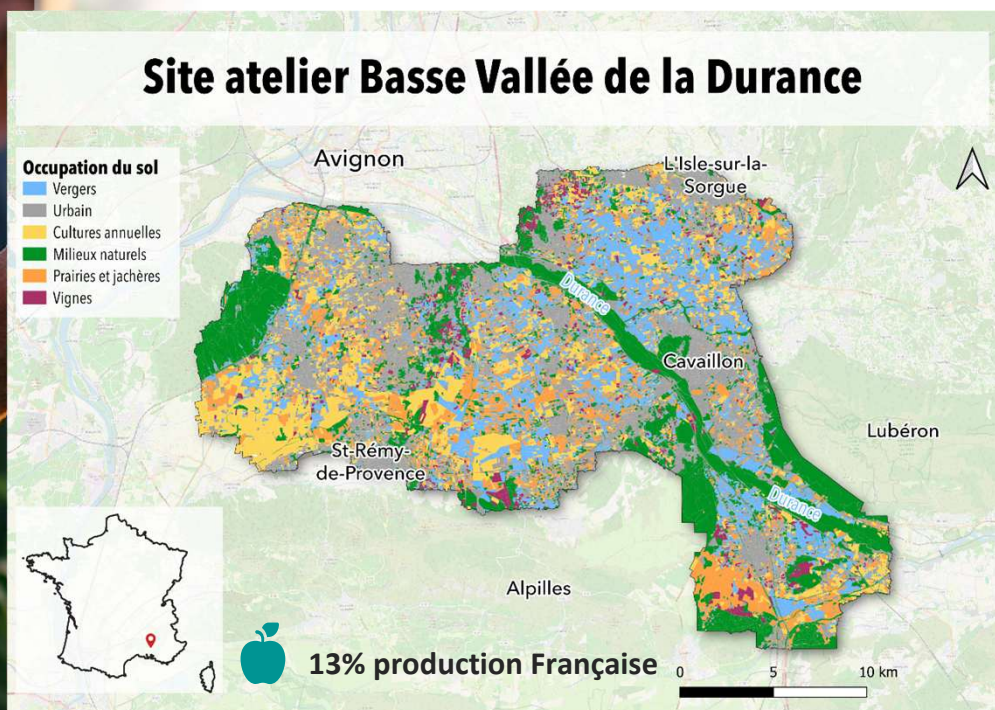 Site atelier Basse Vallée de la Durance
Occupation du sol
Vergers
Urbain
Cultures annuelles
Milieux naturels
Prairies et jachères
Vignes
Avignon
L'Isle-sur-la-
Sorgue
Durance
Cavaillon
Lubéron
St-Rémy-
de-Provence
Durance
Alpilles
13% production Française
0 5 10 km